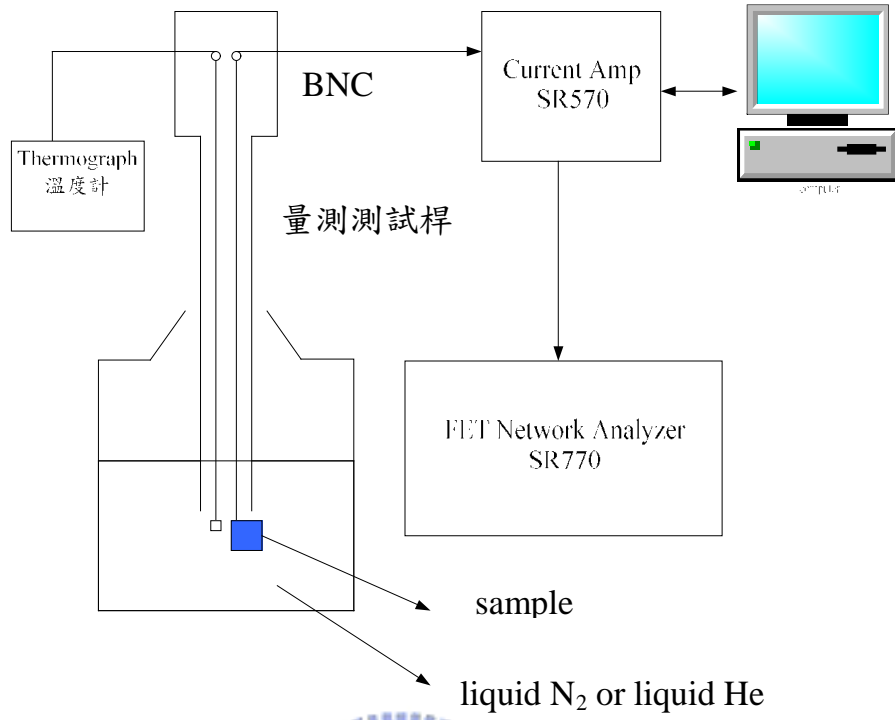 BNC
Current Amp
SR570
computer
Thermograph
溫度計
量測測試桿
FET Network Analyzer
SR770
sample
liquid N₂ or liquid He